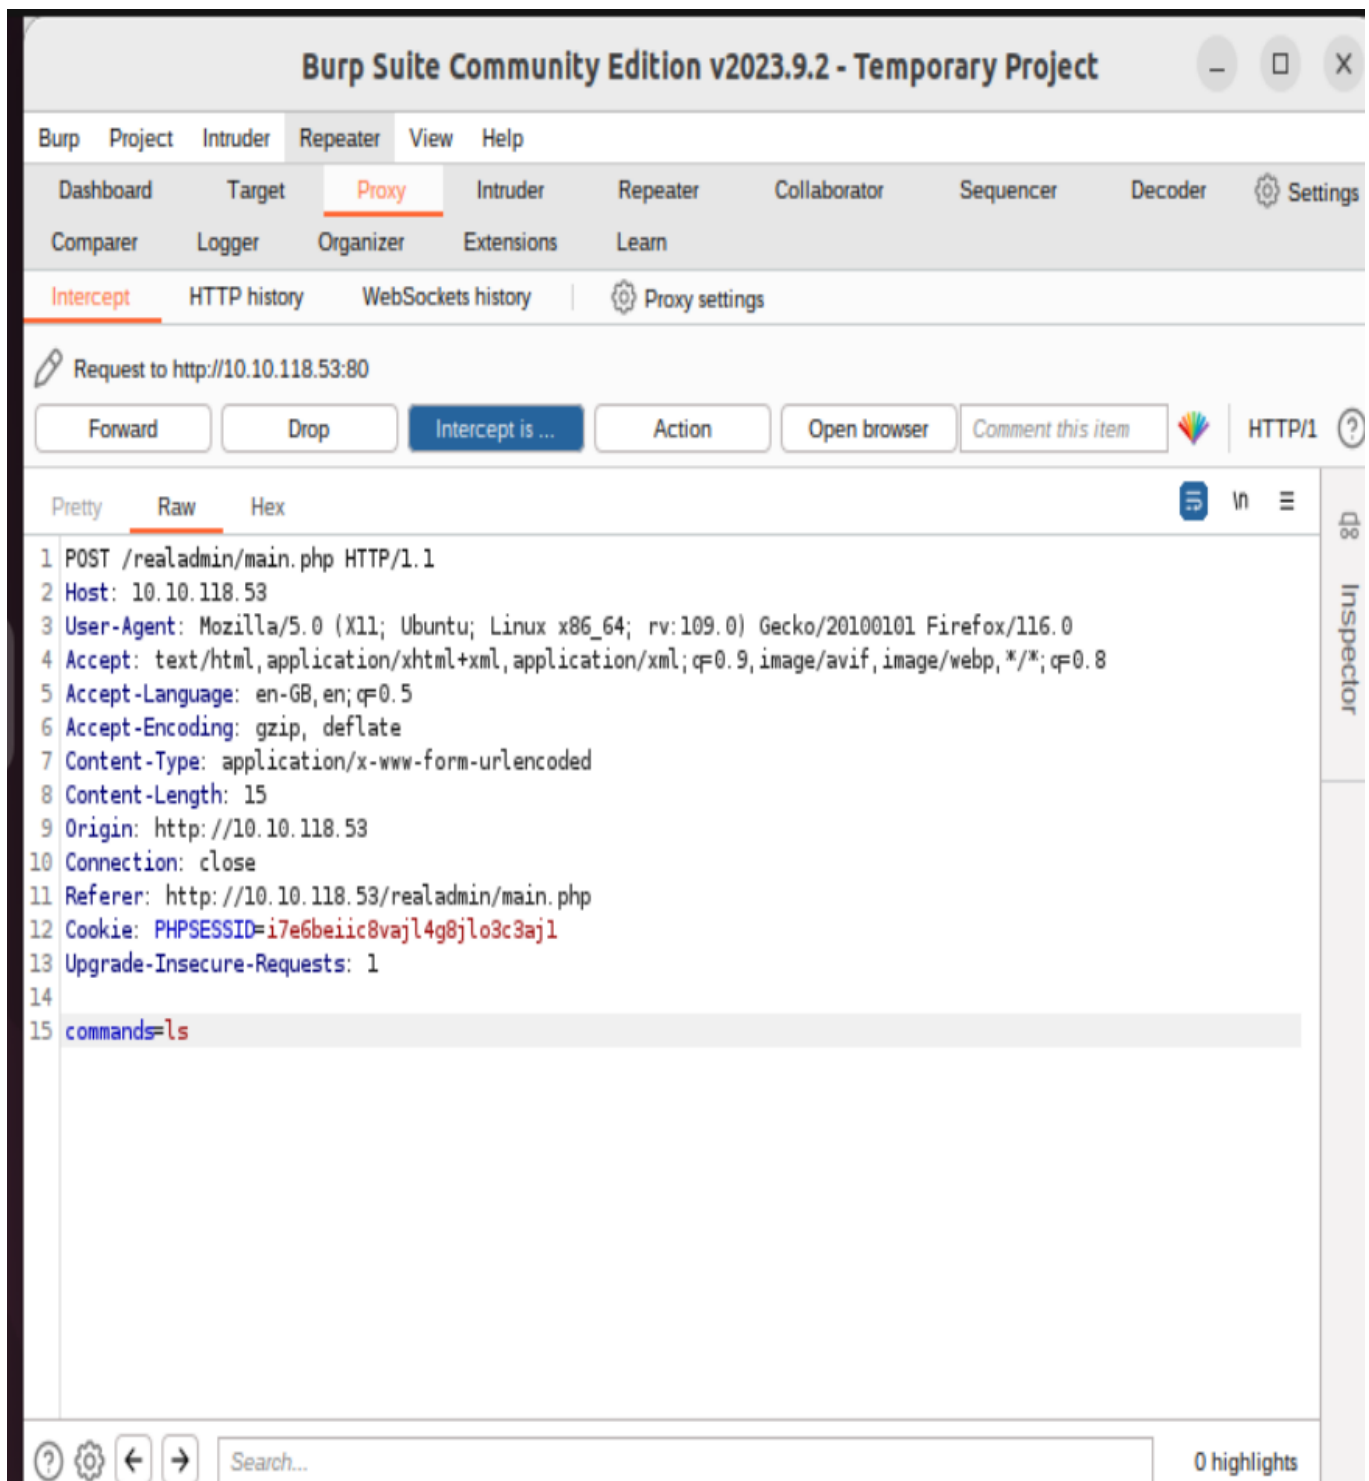 Burp Suite Community Edition v2023.9.2 - Temporary Project
Burp Project Intruder Repeater View Help
Dashboard Target Proxy Intruder Repeater Collaborator Sequencer Decoder Settings
Comparer Logger Organizer Extensions Learn
Intercept HTTP history WebSockets history Proxy settings
Request to http://10.10.118.53:80
Forward Drop Intercept is ... Action Open browser Comment this item HTTP/1 ?
Pretty Raw Hex \n
Inspector
1 POST /realadmin/main.php HTTP/1.1
2 Host: 10.10.118.53
3 User-Agent: Mozilla/5.0 (X11; Ubuntu; Linux x86_64; rv:109.0) Gecko/20100101 Firefox/116.0
4 Accept: text/html,application/xhtml+xml,application/xml;q=0.9,image/avif,image/webp,*/*;q=0.8
5 Accept-Language: en-GB,en;q=0.5
6 Accept-Encoding: gzip, deflate
7 Content-Type: application/x-www-form-urlencoded
8 Content-Length: 15
9 Origin: http://10.10.118.53
10 Connection: close
11 Referer: http://10.10.118.53/realadmin/main.php
12 Cookie: PHPSESSID=i7e6beiic8vajl4g8jlo3c3ajl
13 Upgrade-Insecure-Requests: 1
14
15 commands=ls
? Search... 0 highlights